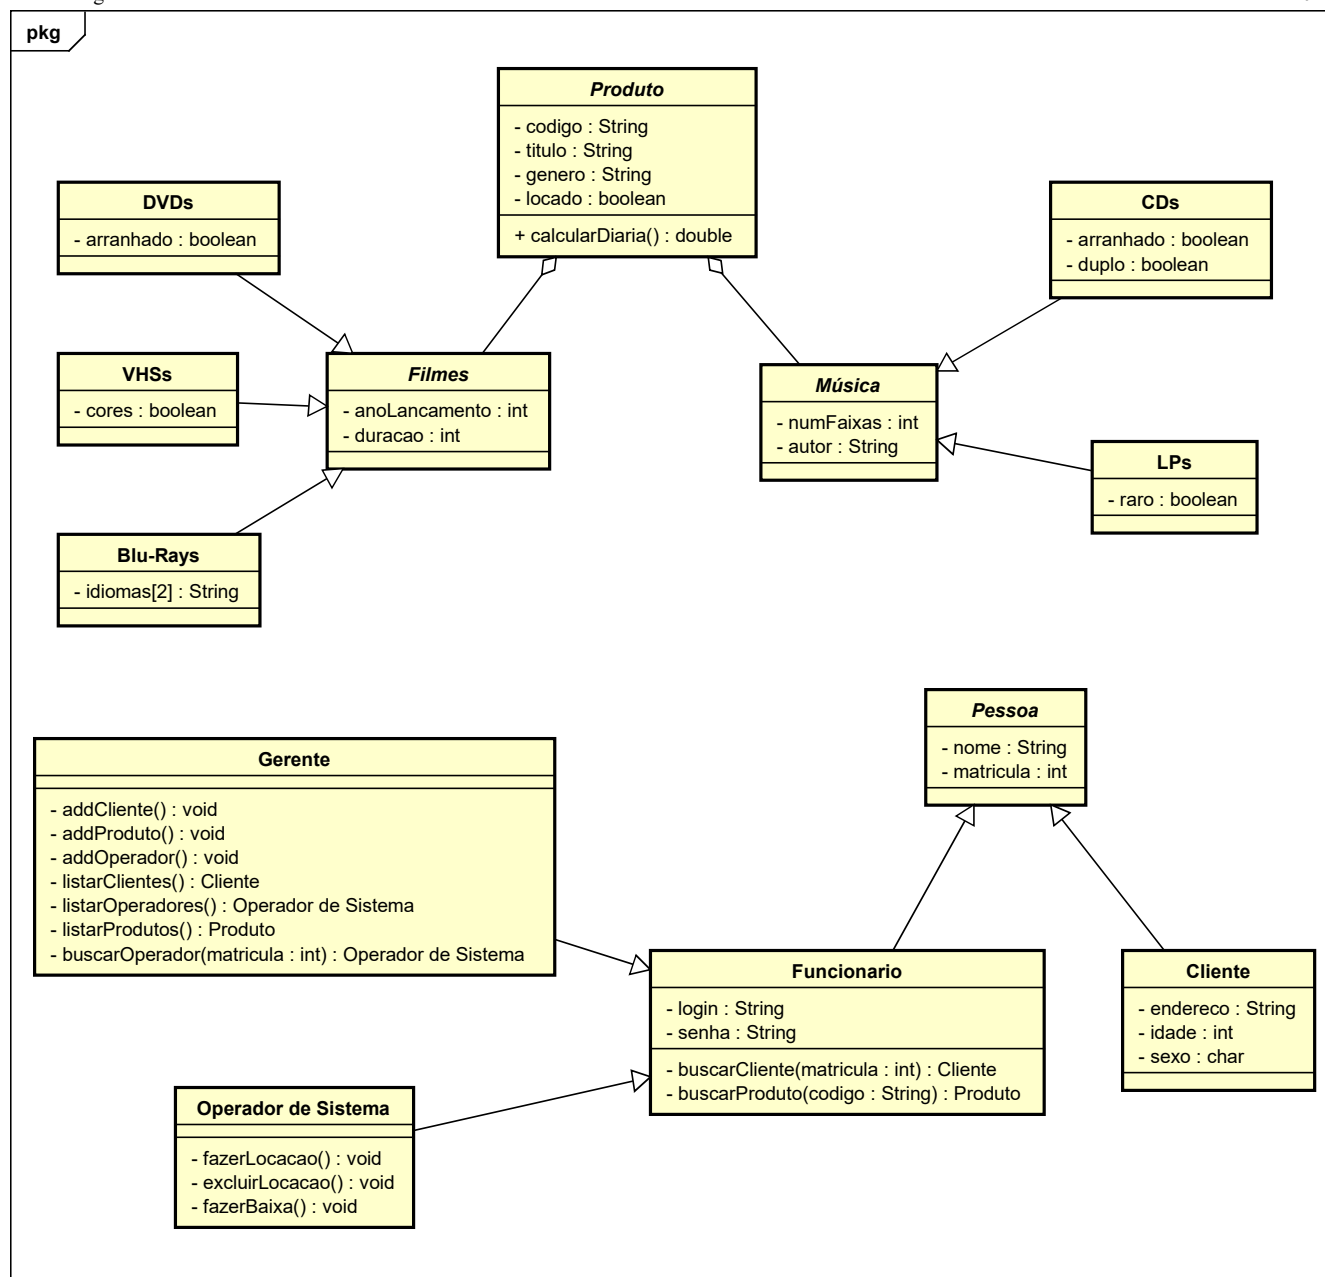 pkg
Produto
- codigo : String
- titulo : String
- genero : String
- locado : boolean
+ calcularDiaria() : double
DVDs
- arranhado : boolean
CDs
- arranhado : boolean
- duplo : boolean
VHSs
- cores : boolean
Filmes
- anoLancamento : int
- duracao : int
Música
- numFaixas : int
- autor : String
LPs
- raro : boolean
Blu-Rays
- idiomas[2] : String
Pessoa
- nome : String
- matricula : int
Gerente
- addCliente() : void
- addProduto() : void
- addOperador() : void
- listarClientes() : Cliente
- listarOperadores() : Operador de Sistema
- listarProdutos() : Produto
- buscarOperador(matricula : int) : Operador de Sistema
Funcionario
- login : String
- senha : String
- buscarCliente(matricula : int) : Cliente
- buscarProduto(codigo : String) : Produto
Cliente
- endereco : String
- idade : int
- sexo : char
Operador de Sistema
- fazerLocacao() : void
- excluirLocacao() : void
- fazerBaixa() : void